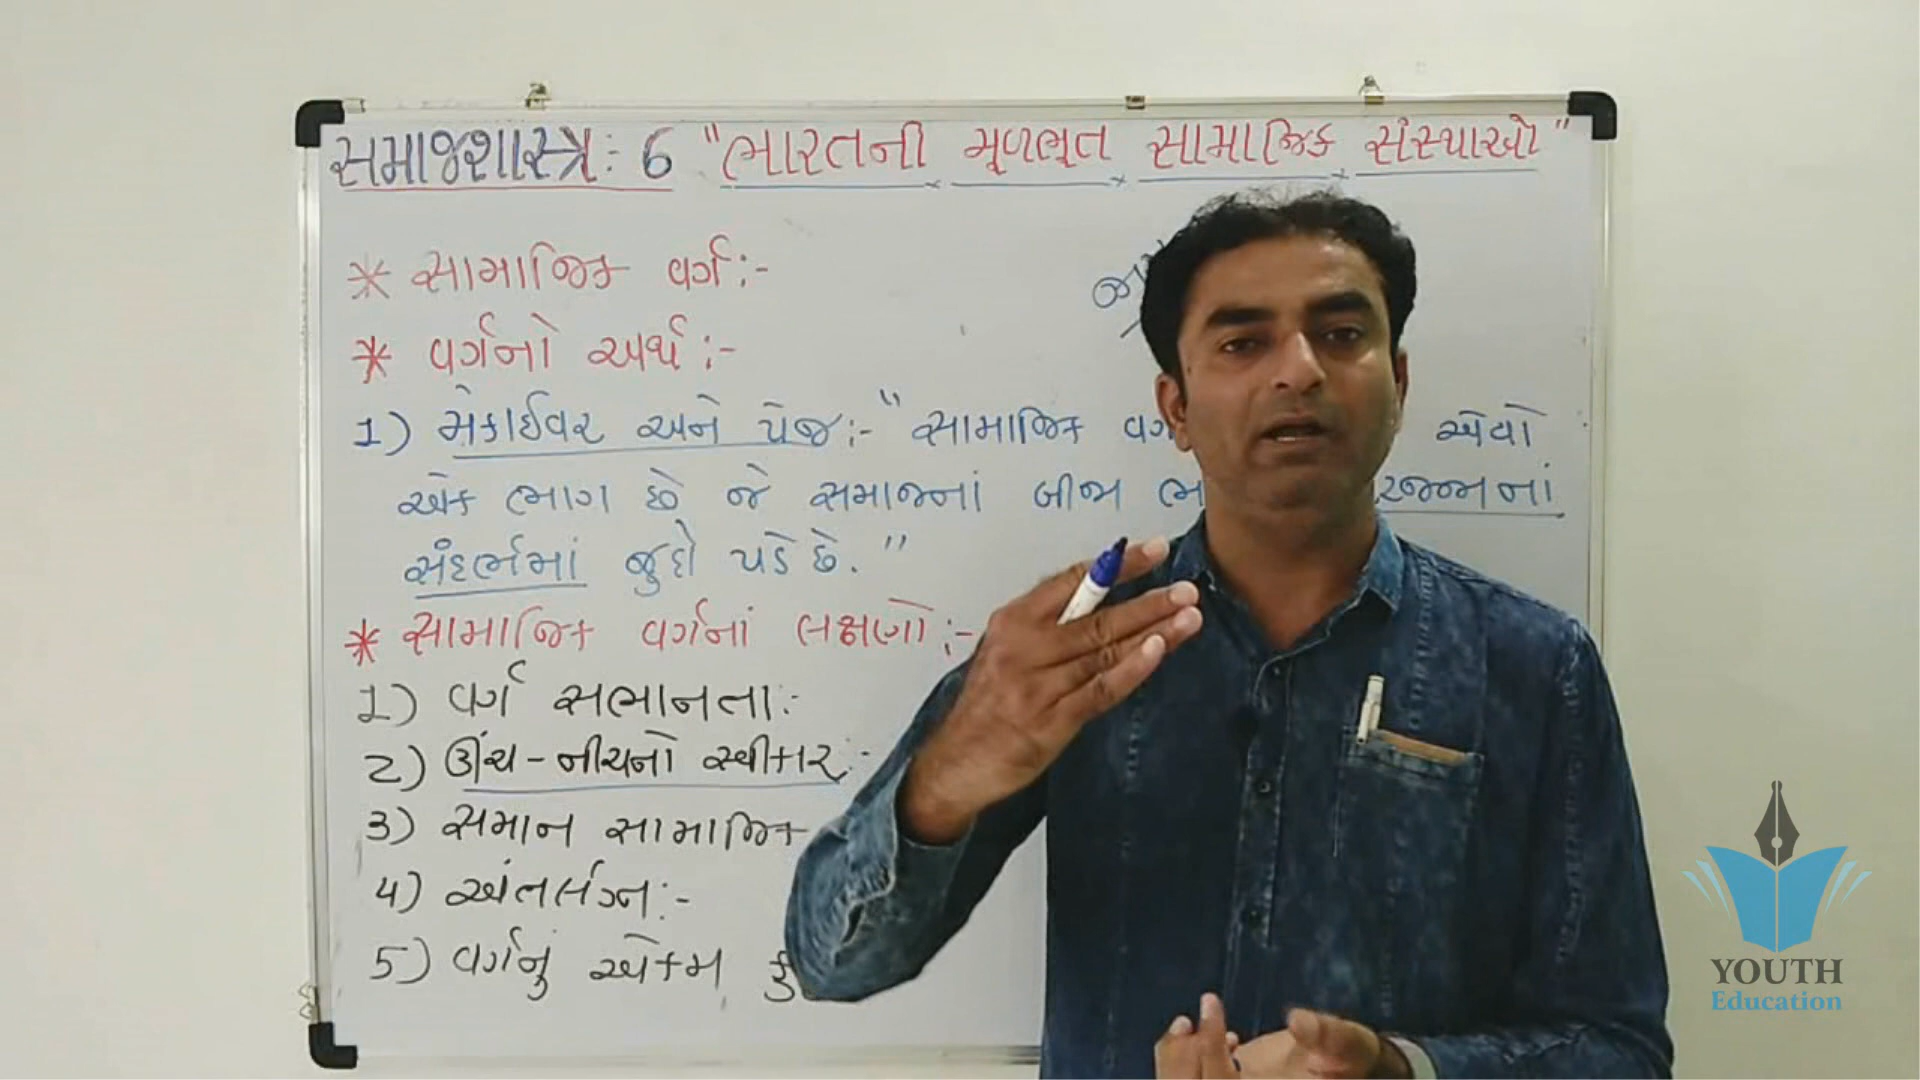 સમાજશાસ્ત્ર:- 6 "ભારતની મૂળભૂત સામાજિક સંસ્થાઓ"
* સામાજિક વર્ગ:-
* વર્ગનો અર્થ:-
1) મેકાઈવર અને પેજ:- "સામાજિક વર્ગ એવો
એક ભાગ છે જે સમાજનાં બીજા
સંદર્ભમાં જુદો પડે છે."
* સામાજિક વર્ગનાં લક્ષણો:-
1) વર્ગ સભાનતા:-
2) ઊંચ-નીચનો સ્વીકાર:-
3) સમાન સામાજિક
4) અંતર્લગ્ન:-
5) વર્ગનું એકમ
YOUTH
Education